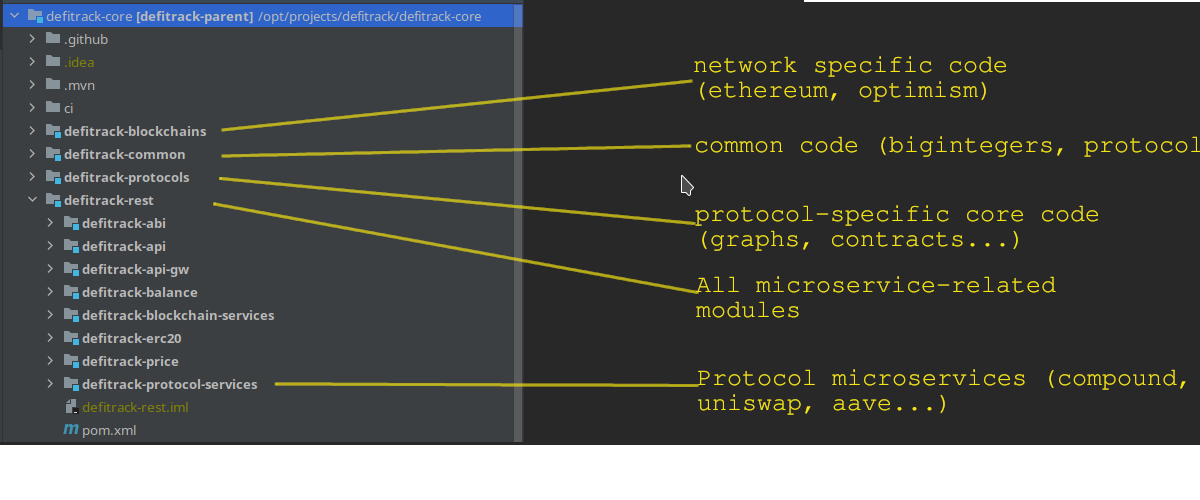 defitrack-core [defitrack-parent] /opt/projects/defitrack/defitrack-core
.github
.idea
.mvn
ci
defitrack-blockchains
defitrack-common
defitrack-protocols
defitrack-rest
defitrack-abi
defitrack-api
defitrack-api-gw
defitrack-balance
defitrack-blockchain-services
defitrack-erc20
defitrack-price
defitrack-protocol-services
defitrack-rest.iml
m pom.xml
network specific code
(ethereum, optimism)
common code (bigintegers, protocol
protocol-specific core code
(graphs, contracts...)
All microservice-related
modules
Protocol microservices (compound,
uniswap, aave...)